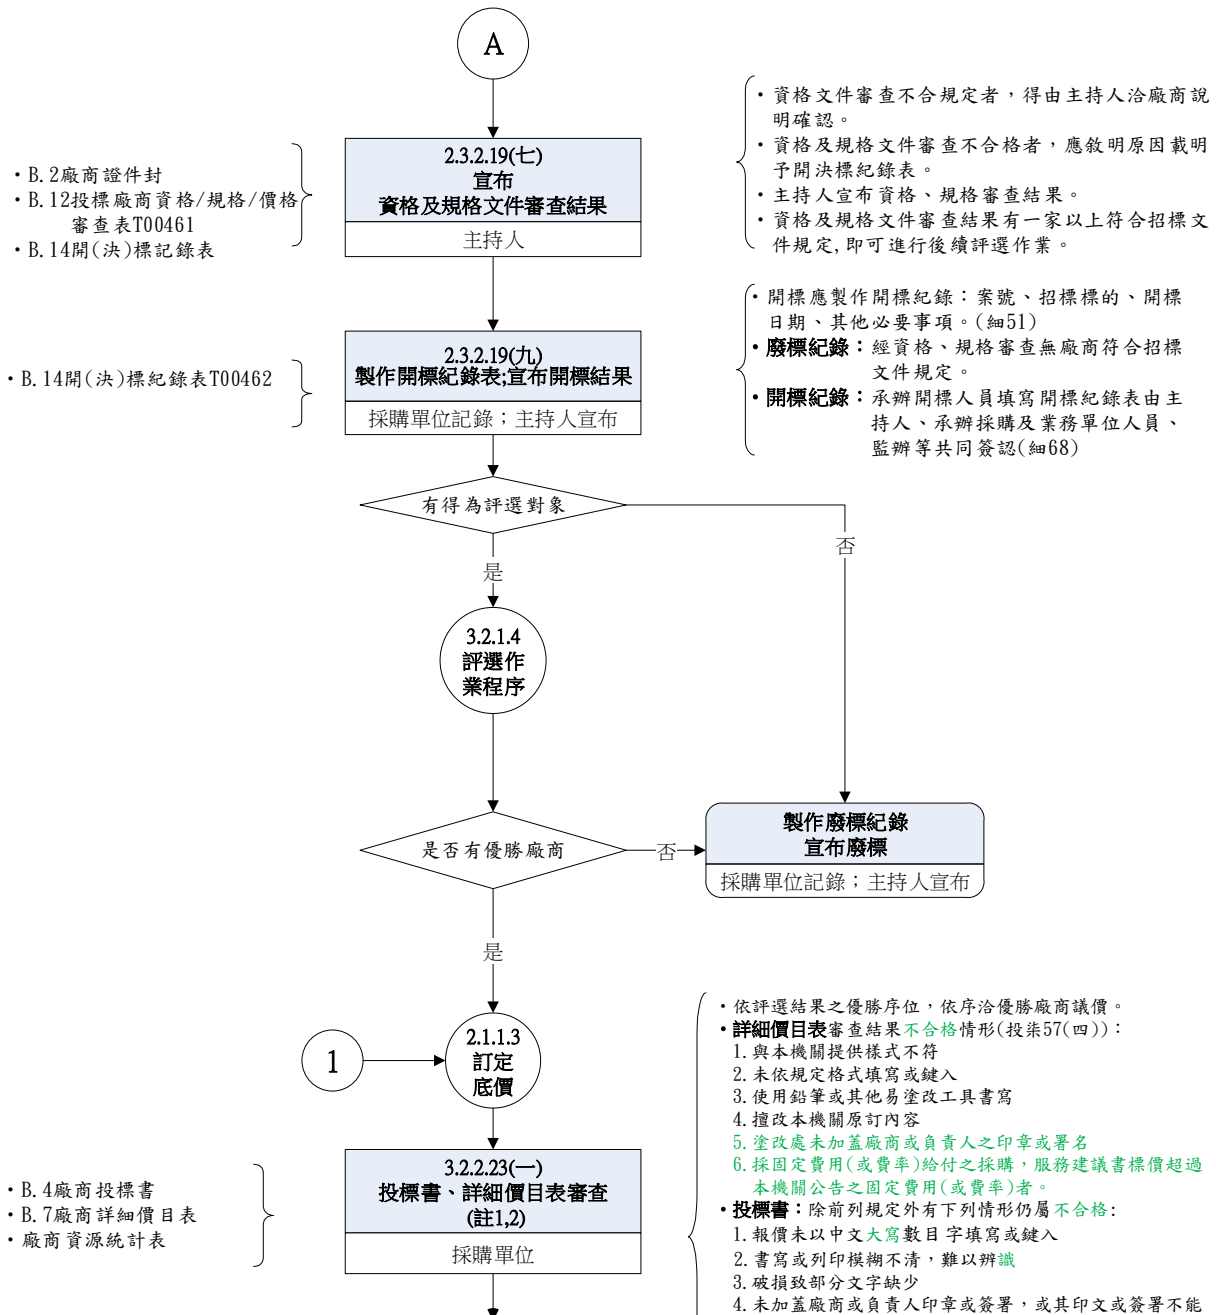 A
・B.2廠商證件封
・B.12投標廠商資格/規格/價格
審查表T00461
・B.14開(決)標記錄表
2.3.2.19(七)
宣布
資格及規格文件審查結果
主持人
・資格文件審查不合規定者，得由主持人洽廠商說
明確認。
・資格及規格文件審查不合格者，應敘明原因載明
予開決標紀錄表。
・主持人宣布資格、規格審查結果。
・資格及規格文件審查結果有一家以上符合招標文
件規定,即可進行後續評選作業。
・B.14開(決)標紀錄表T00462
2.3.2.19(九)
製作開標紀錄表;宣布開標結果
採購單位記錄；主持人宣布
・開標應製作開標紀錄：案號、招標標的、開標
日期、其他必要事項。(細51)
・廢標紀錄：經資格、規格審查無廠商符合招標
文件規定。
・開標紀錄：承辦開標人員填寫開標紀錄表由主
持人、承辦採購及業務單位人員、
監辦等共同簽認(細68)
有得為評選對象
否
是
3.2.1.4
評選作
業程序
是否有優勝廠商
否
製作廢標紀錄
宣布廢標
採購單位記錄；主持人宣布
是
1
2.1.1.3
訂定
底價
・B.4廠商投標書
・B.7廠商詳細價目表
・廠商資源統計表
3.2.2.23(一)
投標書、詳細價目表審查
(註1,2)
採購單位
・依評選結果之優勝序位，依序洽優勝廠商議價。
・詳細價目表審查結果不合格情形(投柒57(四))：
1.與本機關提供樣式不符
2.未依規定格式填寫或鍵入
3.使用鉛筆或其他易塗改工具書寫
4.擅改本機關原訂內容
5.塗改處未加蓋廠商或負責人之印章或署名
6.採固定費用(或費率)給付之採購，服務建議書標價超過
本機關公告之固定費用(或費率)者。
・投標書：除前列規定外有下列情形仍屬不合格:
1.報價未以中文大寫數目字填寫或鍵入
2.書寫或列印模糊不清，難以辨識
3.破損致部分文字缺少
4.未加蓋廠商或負責人印章或簽署，或其印文或簽署不能